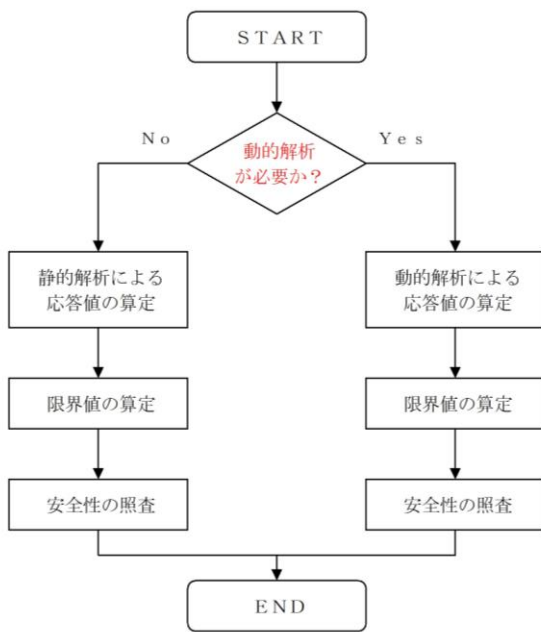 START
No
Yes
動的解析
が必要か？
静的解析による
応答値の算定
動的解析による
応答値の算定
限界値の算定
限界値の算定
安全性の照査
安全性の照査
END